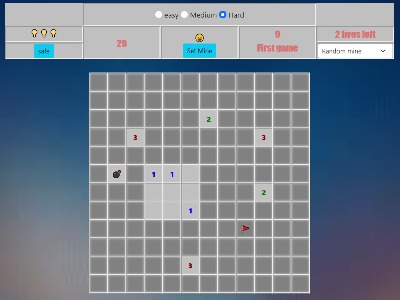 easy Medium Hard
safe
29
Set Mine
9
First game
2 lives left
Random mine
2
3 3
1 1
2
1
3